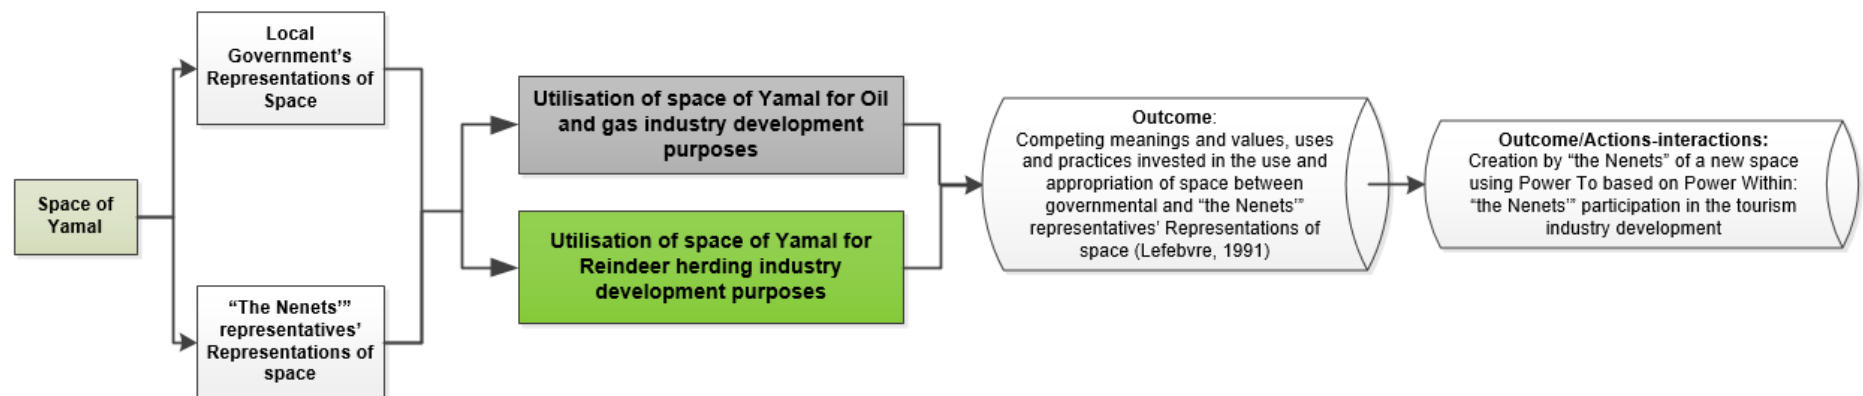 Space of
Yamal
Local
Government’s
Representations of
Space
“The Nenets’”
representatives’
Representations of
space
Utilisation of space of Yamal for Oil
and gas industry development
purposes
Utilisation of space of Yamal for
Reindeer herding industry
development purposes
Outcome:
Competing meanings and values, uses
and practices invested in the use and
appropriation of space between
governmental and “the Nenets’”
representatives’ Representations of
space (Lefebvre, 1991)
Outcome/Actions-interactions:
Creation by “the Nenets” of a new space
using Power To based on Power Within:
“the Nenets’” participation in the tourism
industry development